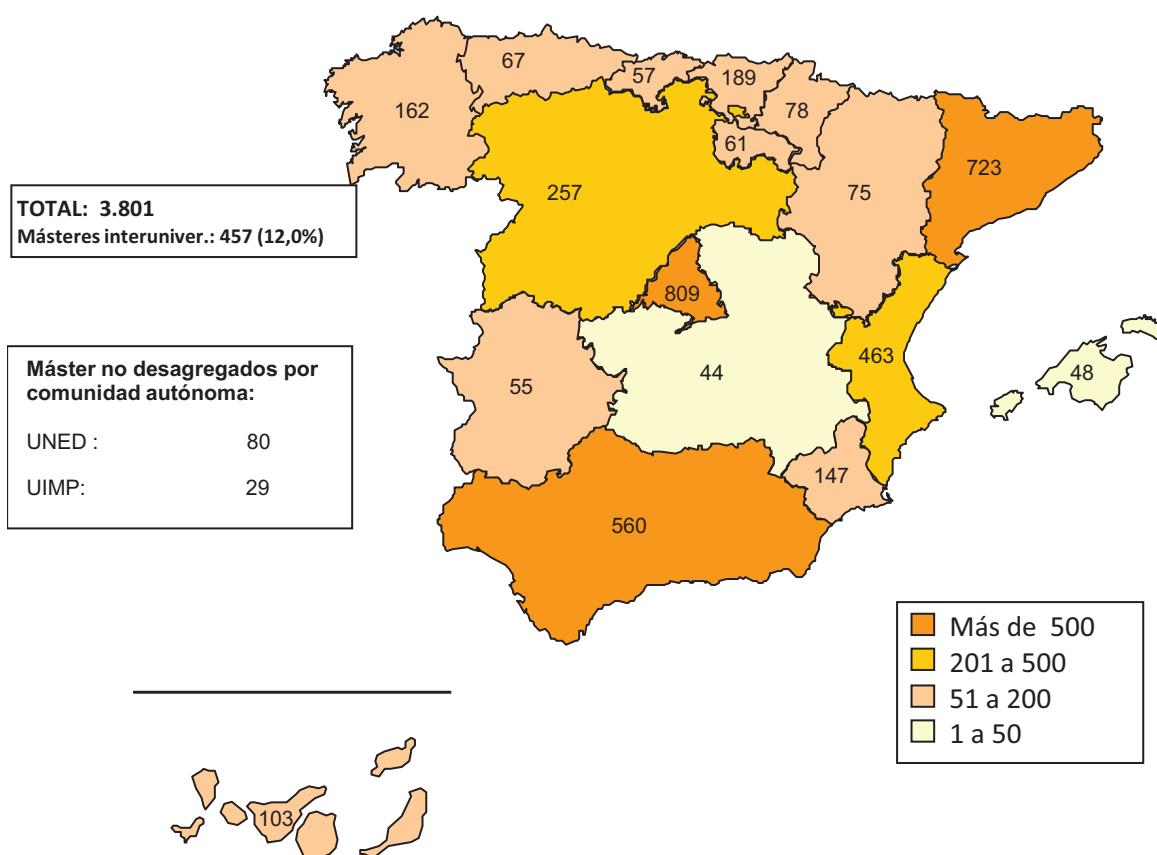 67
57
189
162
78
61
723
257
75
TOTAL: 3.801
Másteres interuniver.: 457 (12,0%)
809
463
Máster no desagregados por
comunidad autónoma:
UNED : 80
UIMP: 29
55
44
48
147
560
Más de 500
201 a 500
51 a 200
1 a 50
103